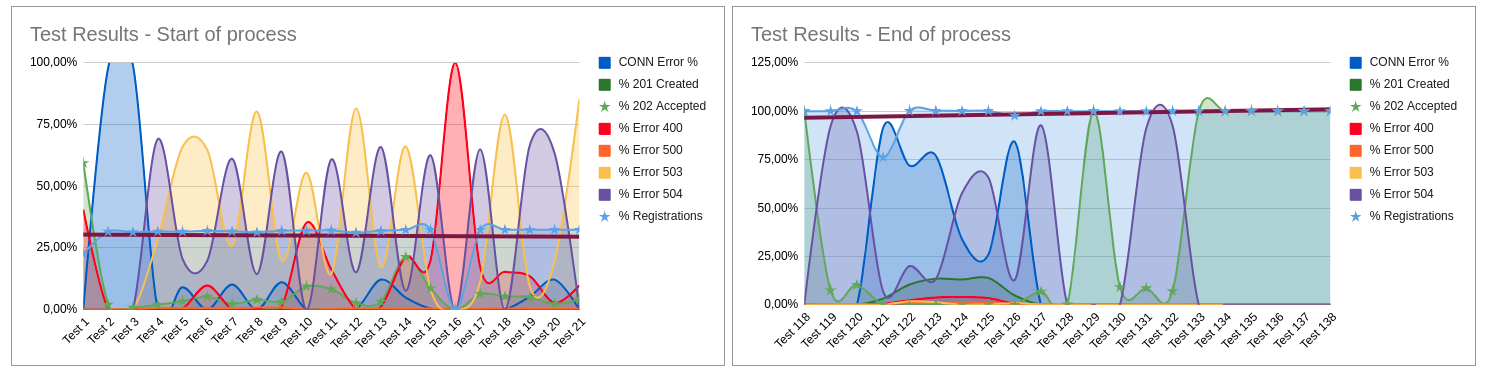 Test Results - Start of process
100,00%
75,00%
50,00%
25,00%
0,00%
Test 1
Test 2
Test 3
Test 4
Test 5
Test 6
Test 7
Test 8
Test 9
Test 10
Test 11
Test 12
Test 13
Test 14
Test 15
Test 16
Test 17
Test 18
Test 19
Test 20
Test 21
CONN Error %
% 201 Created
% 202 Accepted
% Error 400
% Error 500
% Error 503
% Error 504
% Registrations
Test Results - End of process
125,00%
100,00%
75,00%
50,00%
25,00%
0,00%
Test 118
Test 119
Test 120
Test 121
Test 122
Test 123
Test 124
Test 125
Test 126
Test 127
Test 128
Test 129
Test 130
Test 131
Test 132
Test 133
Test 134
Test 135
Test 136
Test 137
Test 138
CONN Error %
% 201 Created
% 202 Accepted
% Error 400
% Error 500
% Error 503
% Error 504
% Registrations